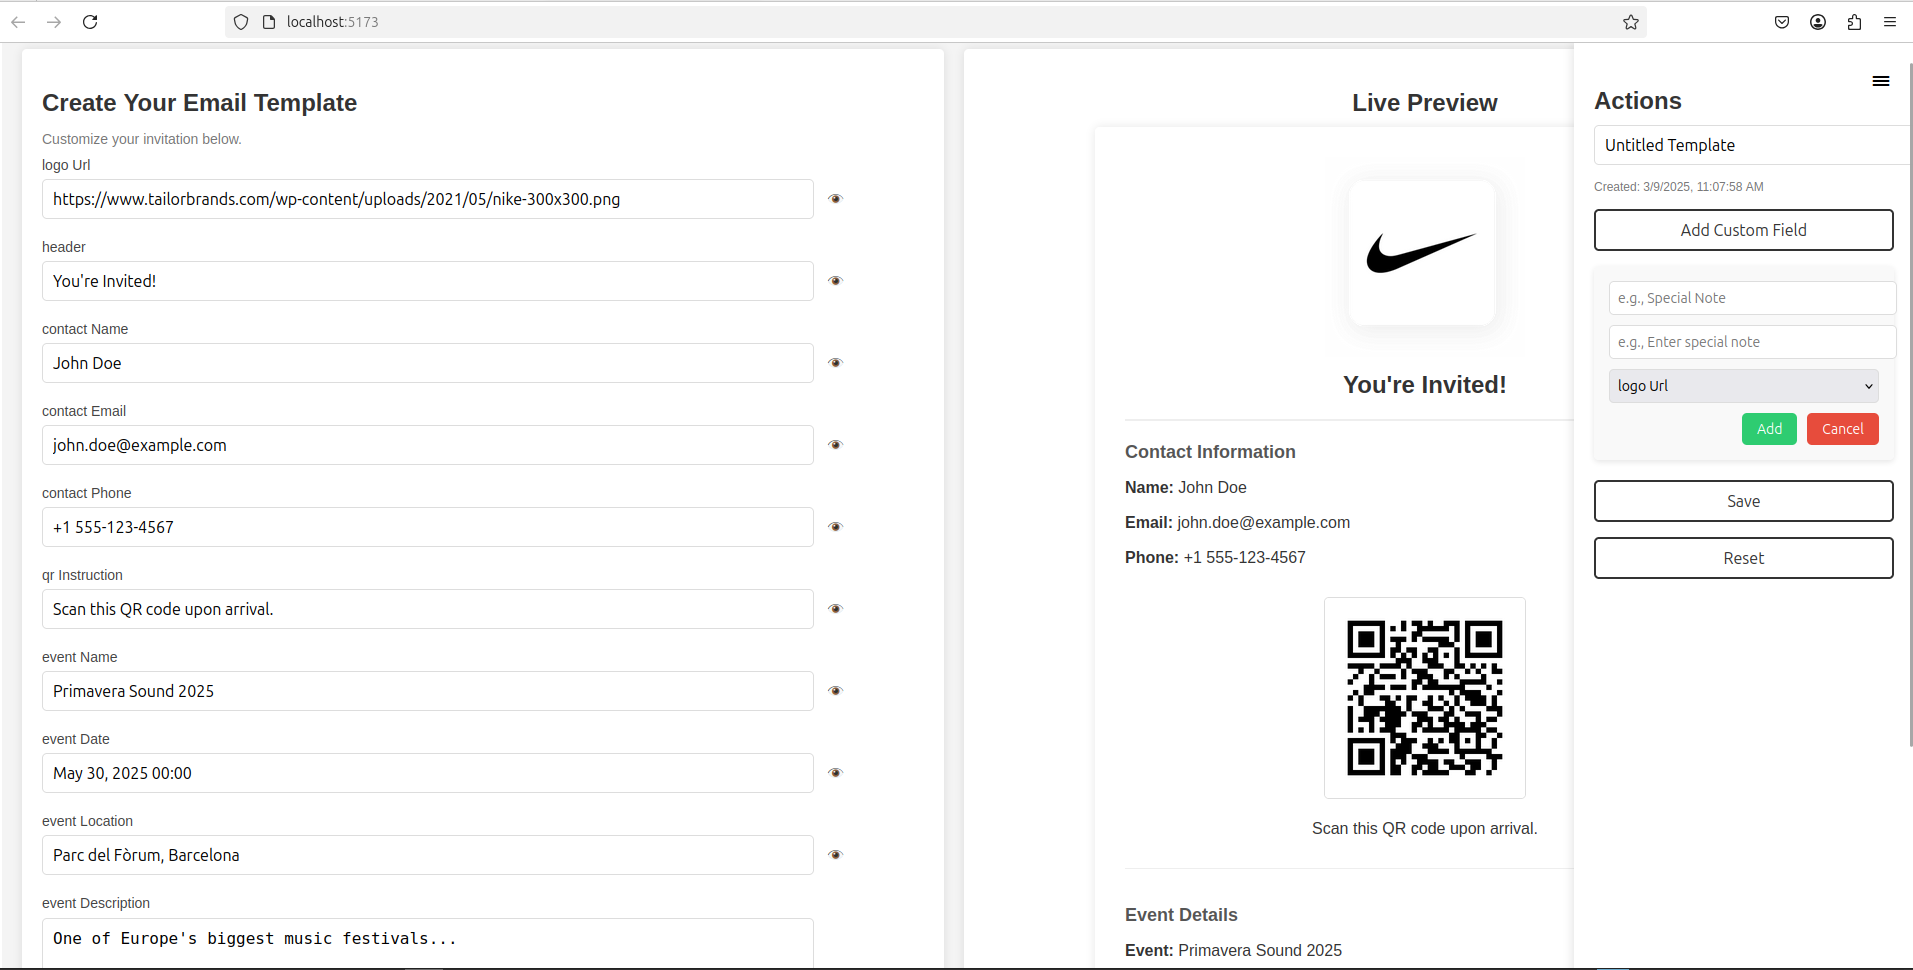 localhost:5173
Create Your Email Template
Customize your invitation below.
logo Url
https://www.tailorbrands.com/wp-content/uploads/2021/05/nike-300x300.png
header
You're Invited!
contact Name
John Doe
contact Email
john.doe@example.com
contact Phone
+1 555-123-4567
qr Instruction
Scan this QR code upon arrival.
event Name
Primavera Sound 2025
event Date
May 30, 2025 00:00
event Location
Parc del Fòrum, Barcelona
event Description
One of Europe's biggest music festivals...
Live Preview
You're Invited!
Contact Information
Name: John Doe
Email: john.doe@example.com
Phone: +1 555-123-4567
Scan this QR code upon arrival.
Event Details
Event: Primavera Sound 2025
Actions
Untitled Template
Created: 3/9/2025, 11:07:58 AM
Add Custom Field
e.g., Special Note
e.g., Enter special note
logo Url
Add Cancel
Save
Reset